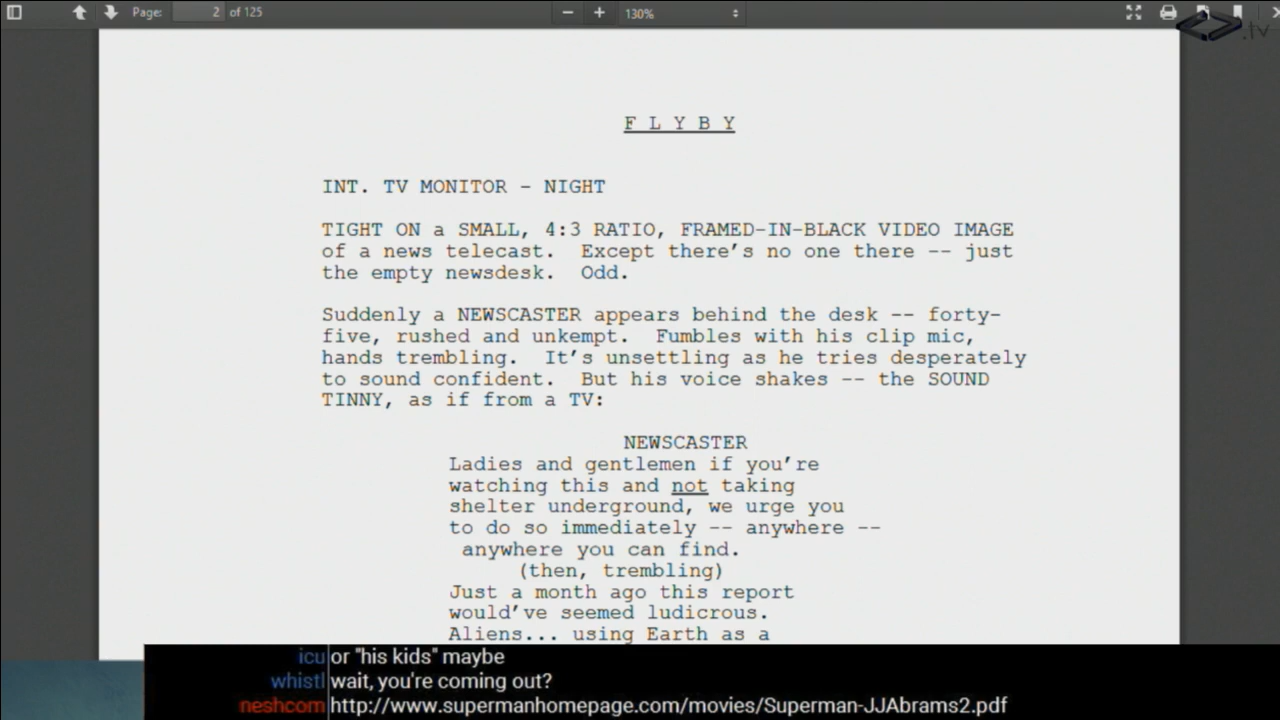 Page: 2 of 125 − + 130%
.tv
F L Y B Y
INT. TV MONITOR - NIGHT
TIGHT ON a SMALL, 4:3 RATIO, FRAMED-IN-BLACK VIDEO IMAGE
of a news telecast. Except there's no one there -- just
the empty newsdesk. Odd.
Suddenly a NEWSCASTER appears behind the desk -- forty-
five, rushed and unkempt. Fumbles with his clip mic,
hands trembling. It's unsettling as he tries desperately
to sound confident. But his voice shakes -- the SOUND
TINNY, as if from a TV:
NEWSCASTER
Ladies and gentlemen if you're
watching this and not taking
shelter underground, we urge you
to do so immediately -- anywhere --
anywhere you can find.
(then, trembling)
Just a month ago this report
would've seemed ludicrous.
Aliens... using Earth as a
icu or "his kids" maybe
whistl wait, you're coming out?
neshcom http://www.supermanhomepage.com/movies/Superman-JJAbrams2.pdf